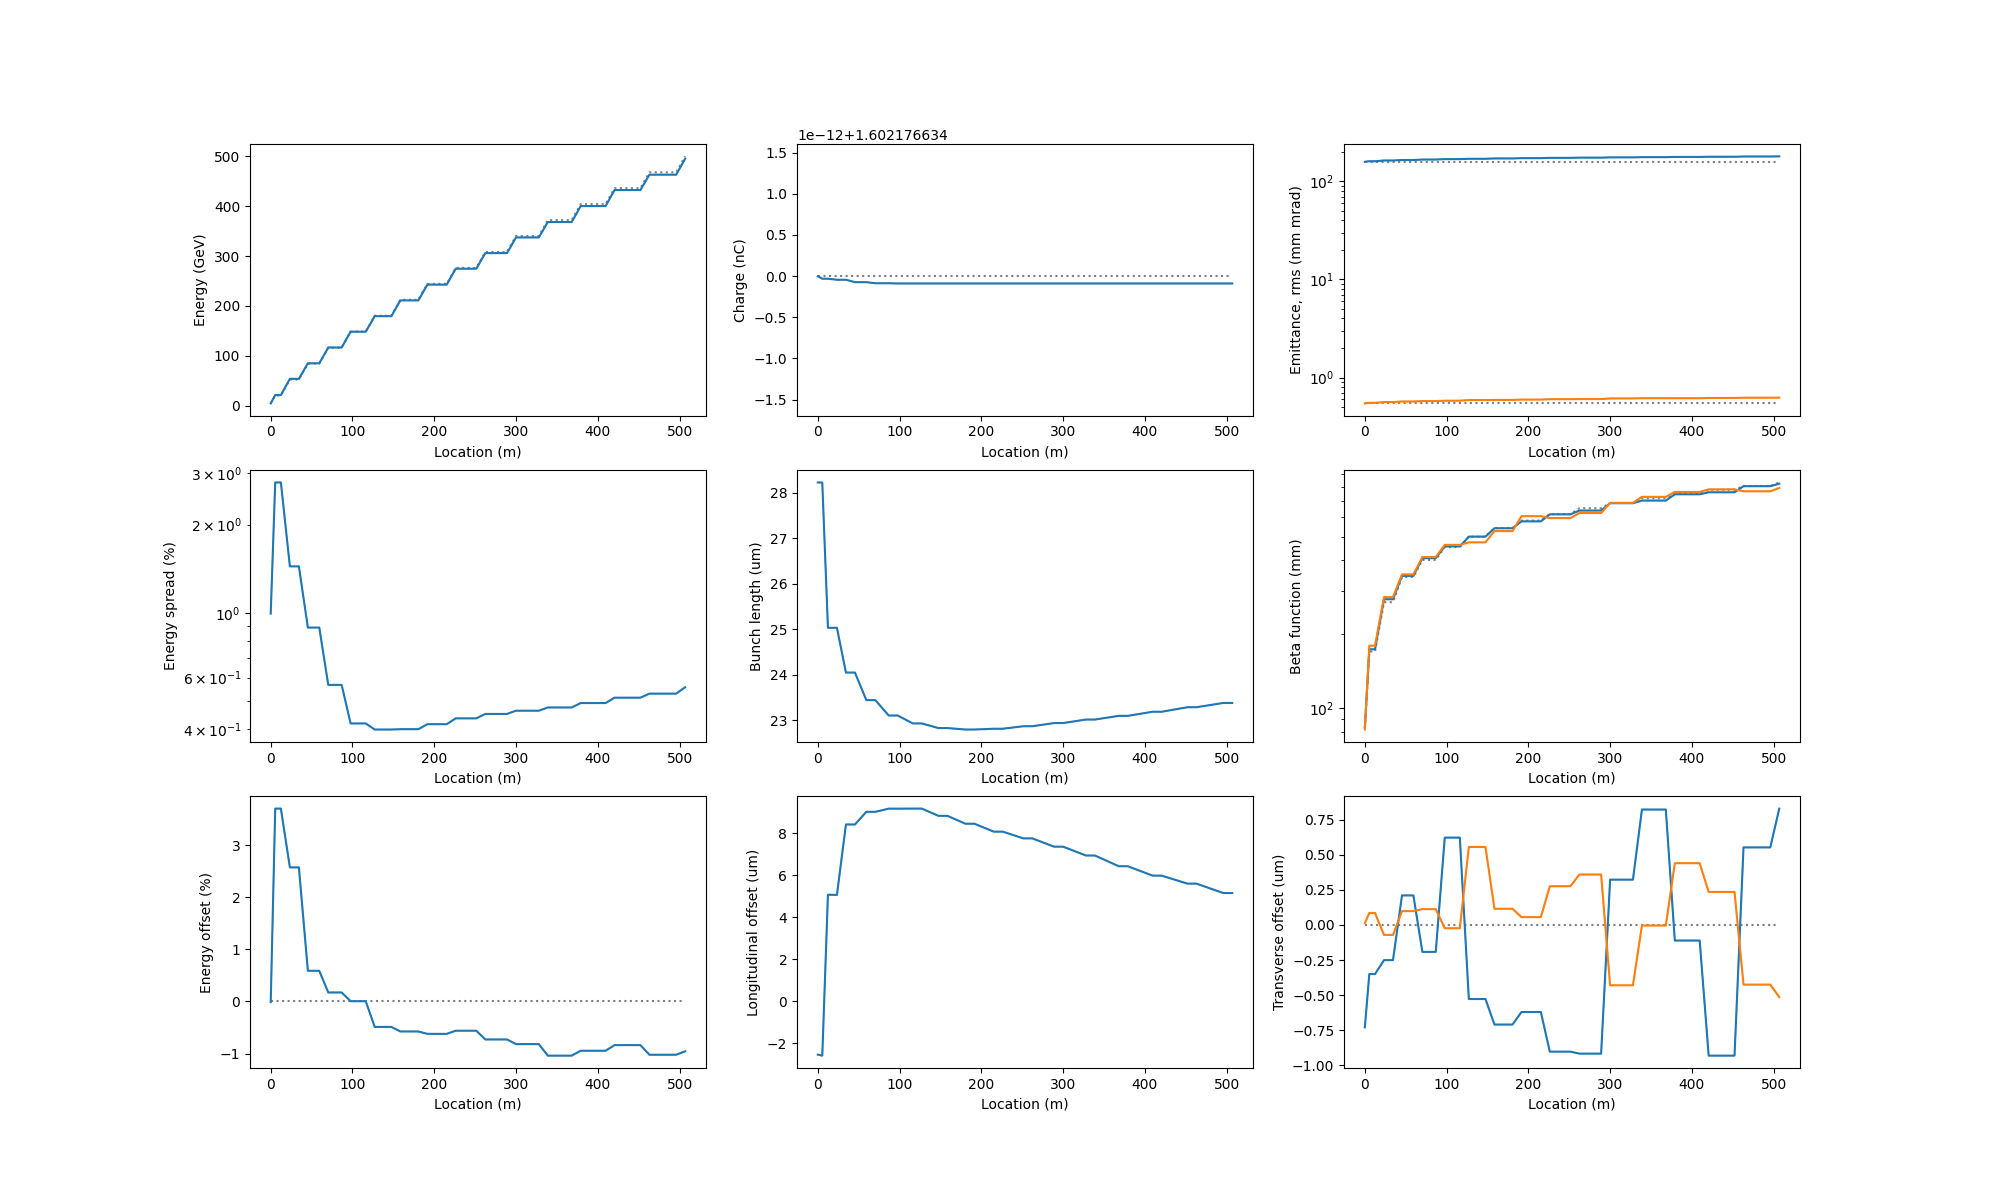 500
400
300
200
100
0
Energy (GeV)
0 100 200 300 400 500
Location (m)
1e−12+1.602176634
1.5
1.0
0.5
0.0
−0.5
−1.0
−1.5
Charge (nC)
0 100 200 300 400 500
Location (m)
10²
10¹
10⁰
Emittance, rms (mm mrad)
0 100 200 300 400 500
Location (m)
3 × 10⁰
2 × 10⁰
10⁰
6 × 10⁻¹
4 × 10⁻¹
Energy spread (%)
0 100 200 300 400 500
Location (m)
28
27
26
25
24
23
Bunch length (um)
0 100 200 300 400 500
Location (m)
10²
Beta function (mm)
0 100 200 300 400 500
Location (m)
3
2
1
0
−1
Energy offset (%)
0 100 200 300 400 500
Location (m)
8
6
4
2
0
−2
Longitudinal offset (um)
0 100 200 300 400 500
Location (m)
0.75
0.50
0.25
0.00
−0.25
−0.50
−0.75
−1.00
Transverse offset (um)
0 100 200 300 400 500
Location (m)